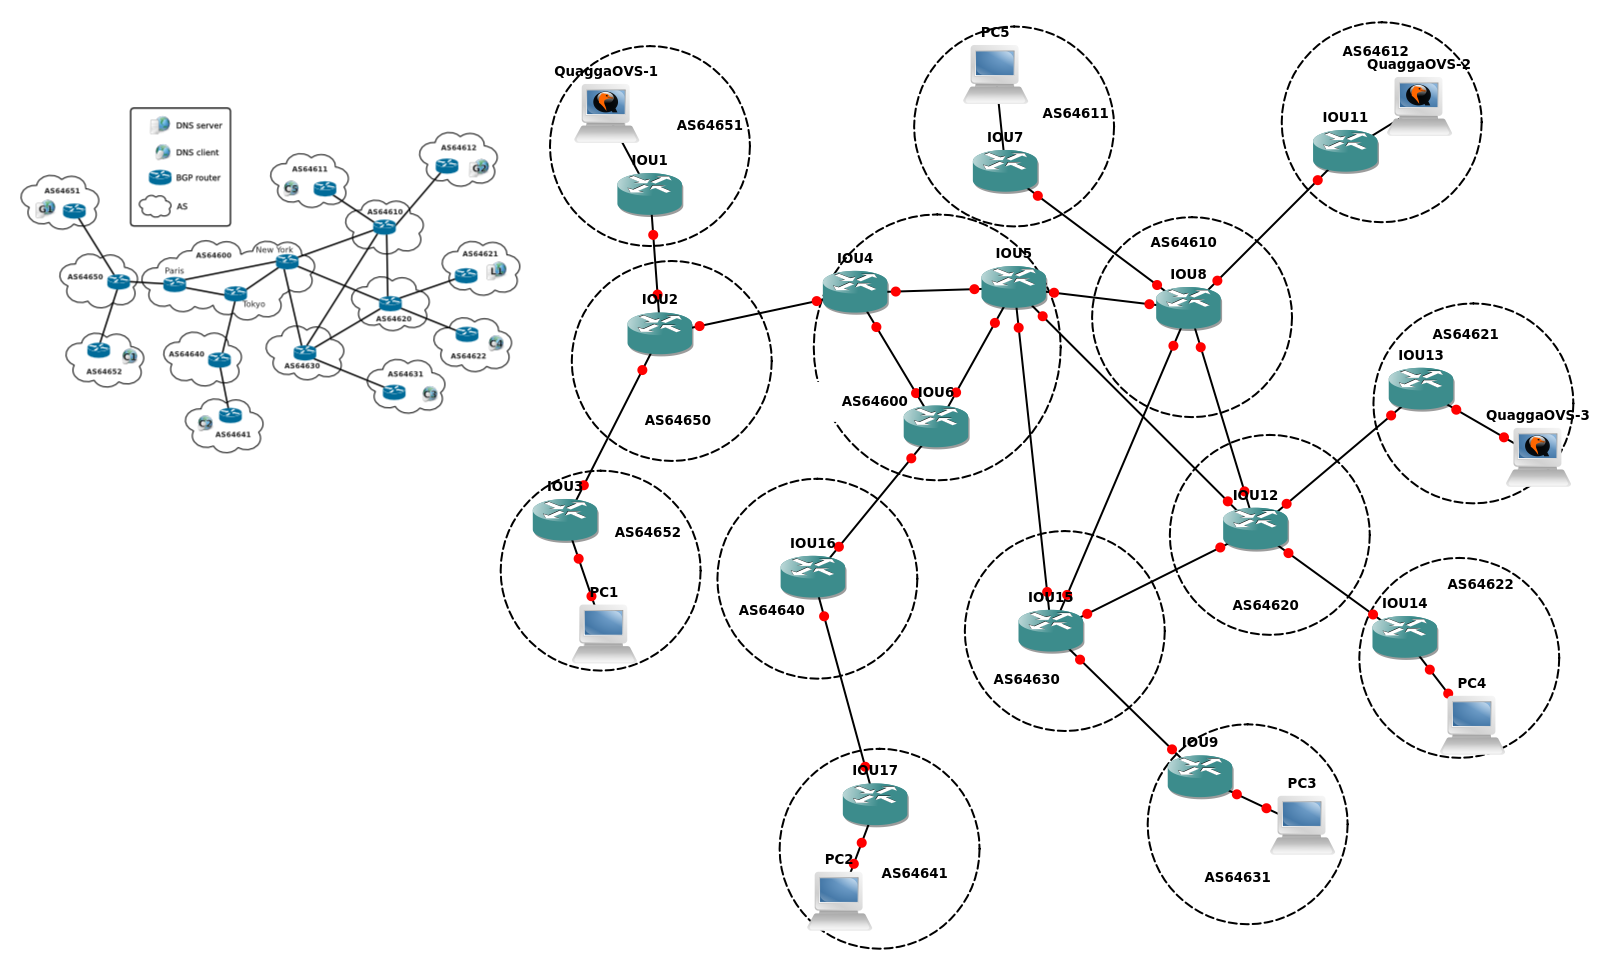 DNS server
DNS client
BGP router
AS
AS64651
G1
AS64650
AS64652
C1
Paris
AS64600
New York
Tokyo
AS64640
AS64641
C2
AS64630
AS64631
C3
AS64611
C5
AS64610
AS64612
G2
AS64621
L1
AS64620
AS64622
C4
QuaggaOVS-1
AS64651
IOU1
IOU2
AS64650
IOU3
AS64652
PC1
IOU4
IOU5
AS64600
IOU6
PC5
AS64611
IOU7
AS64612
QuaggaOVS-2
IOU11
AS64610
IOU8
AS64621
IOU13
QuaggaOVS-3
IOU12
AS64620
IOU14
AS64622
PC4
IOU16
AS64640
IOU15
AS64630
IOU9
PC3
AS64631
IOU17
PC2
AS64641